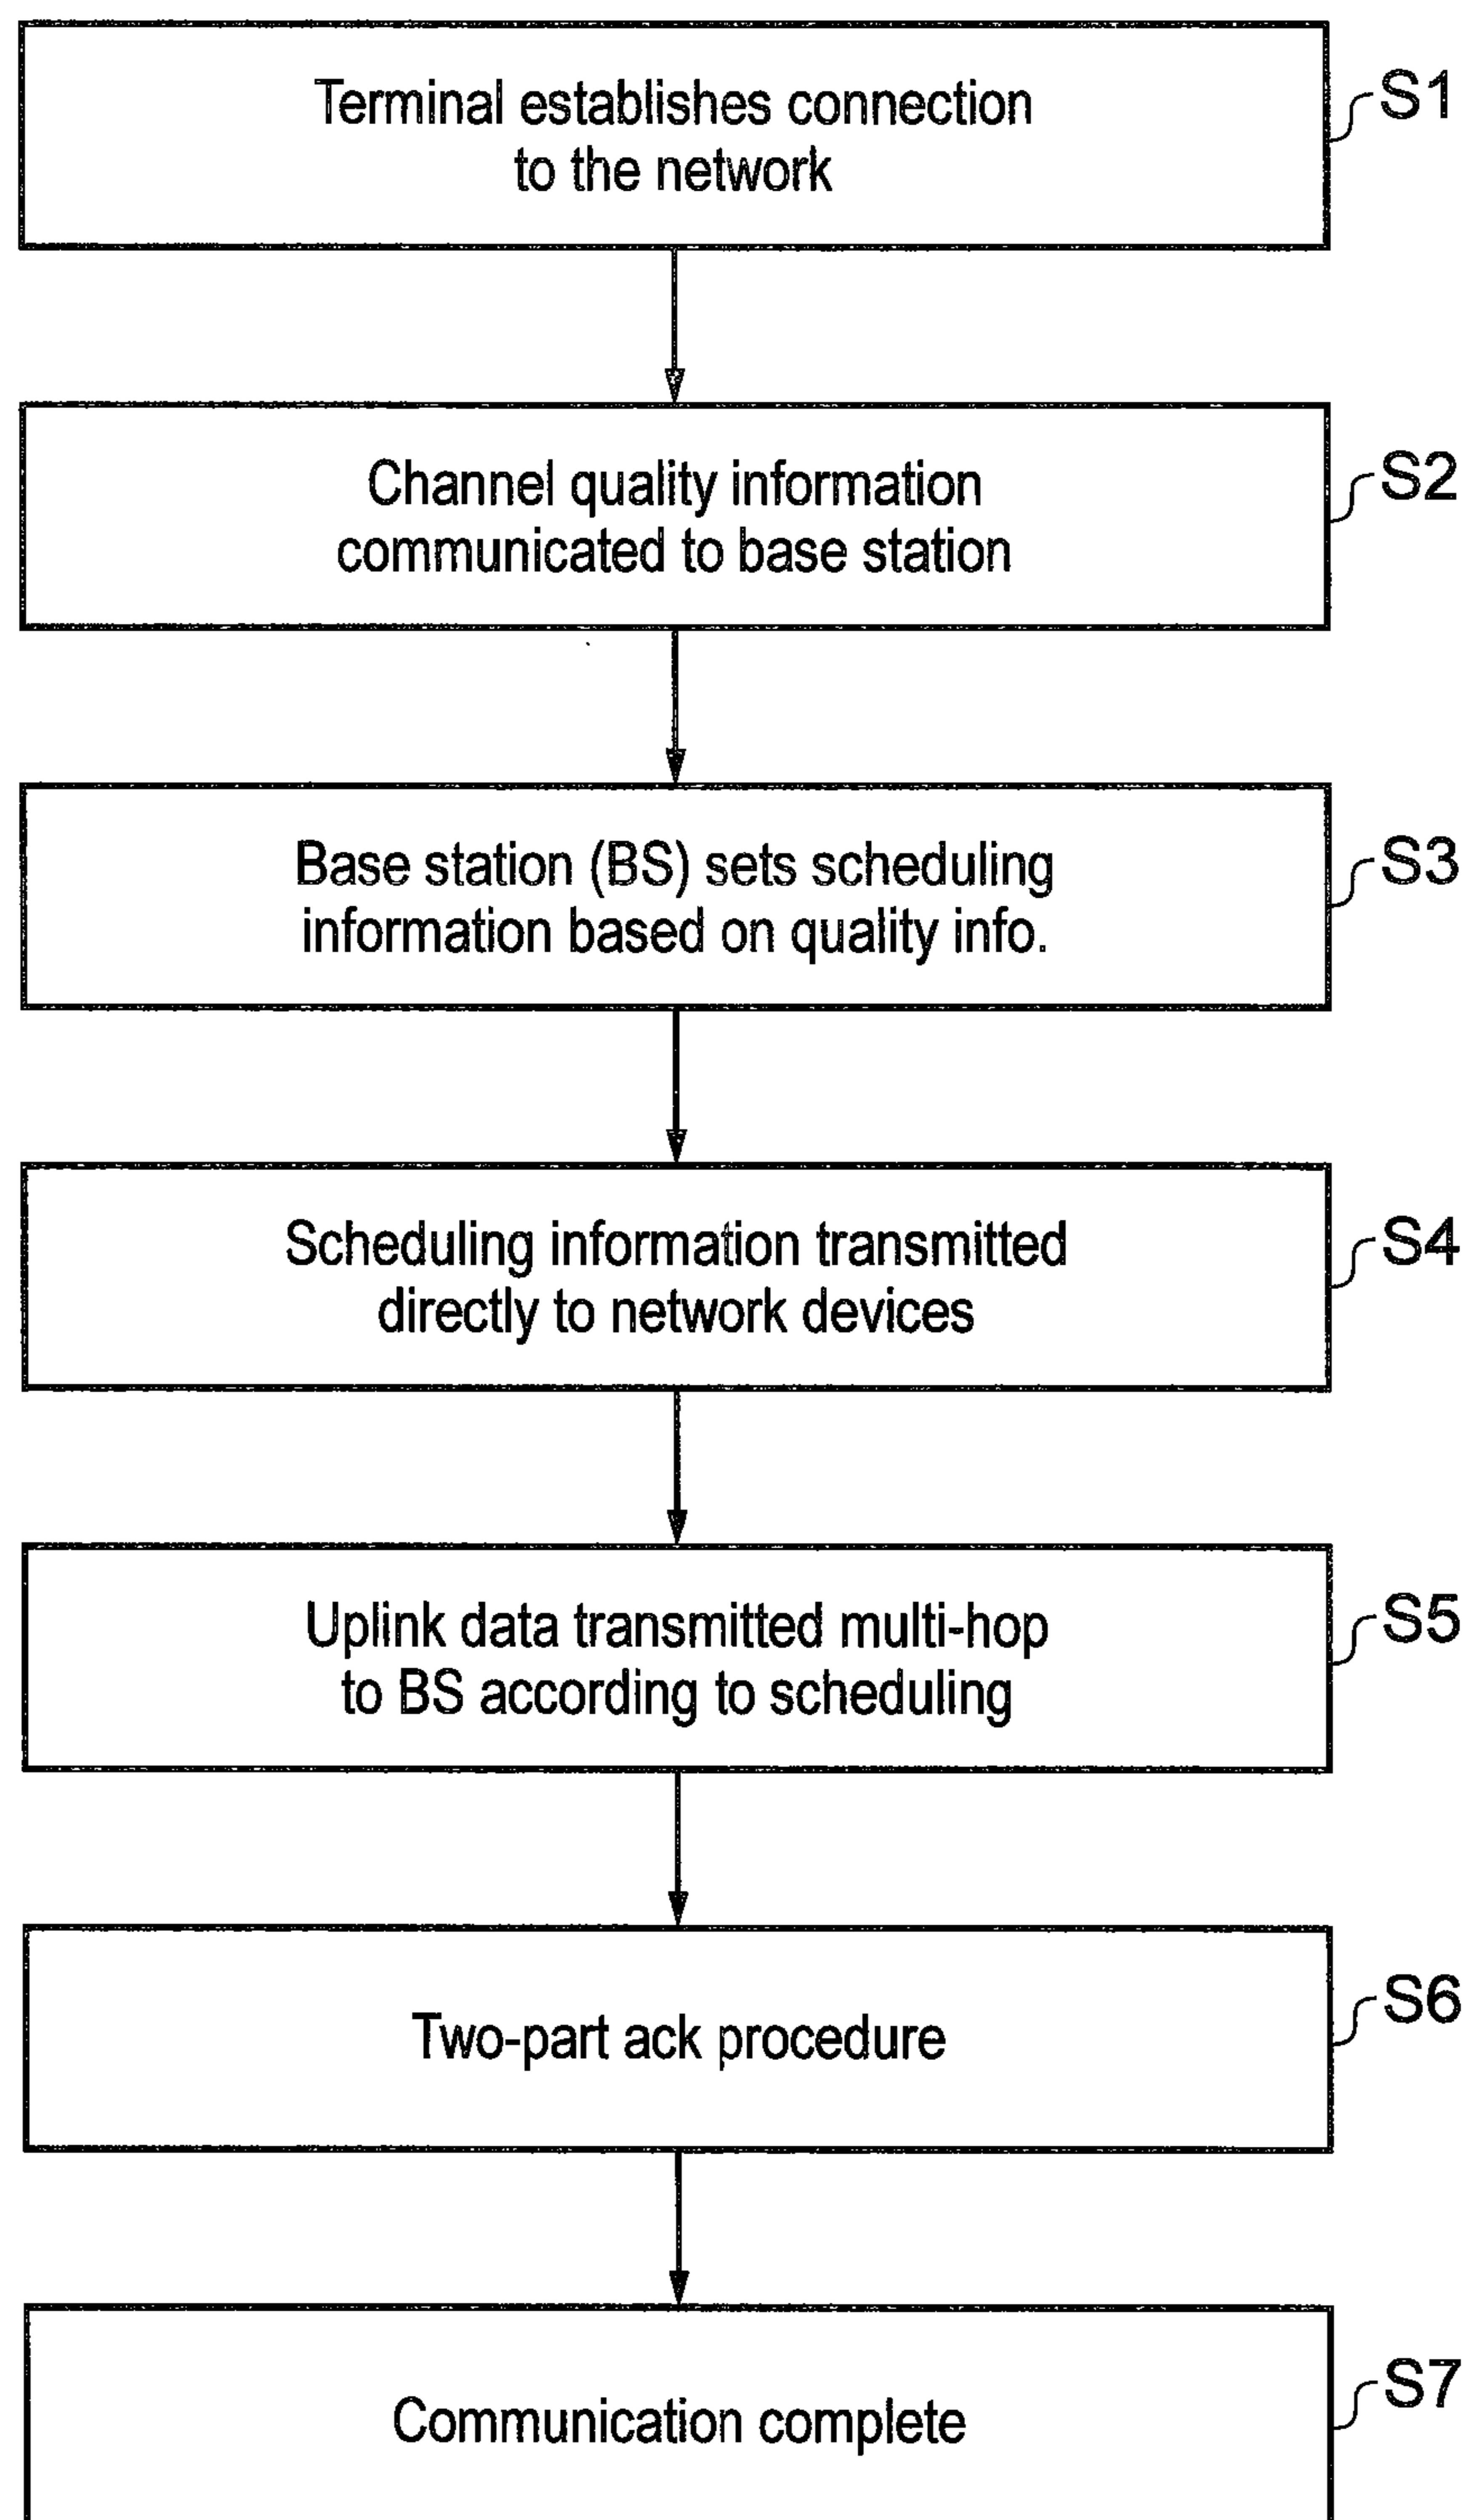 Terminal establishes connection
to the network
S1
Channel quality information
communicated to base station
S2
Base station (BS) sets scheduling
information based on quality info.
S3
Scheduling information transmitted
directly to network devices
S4
Uplink data transmitted multi-hop
to BS according to scheduling
S5
Two-part ack procedure
S6
Communication complete
S7